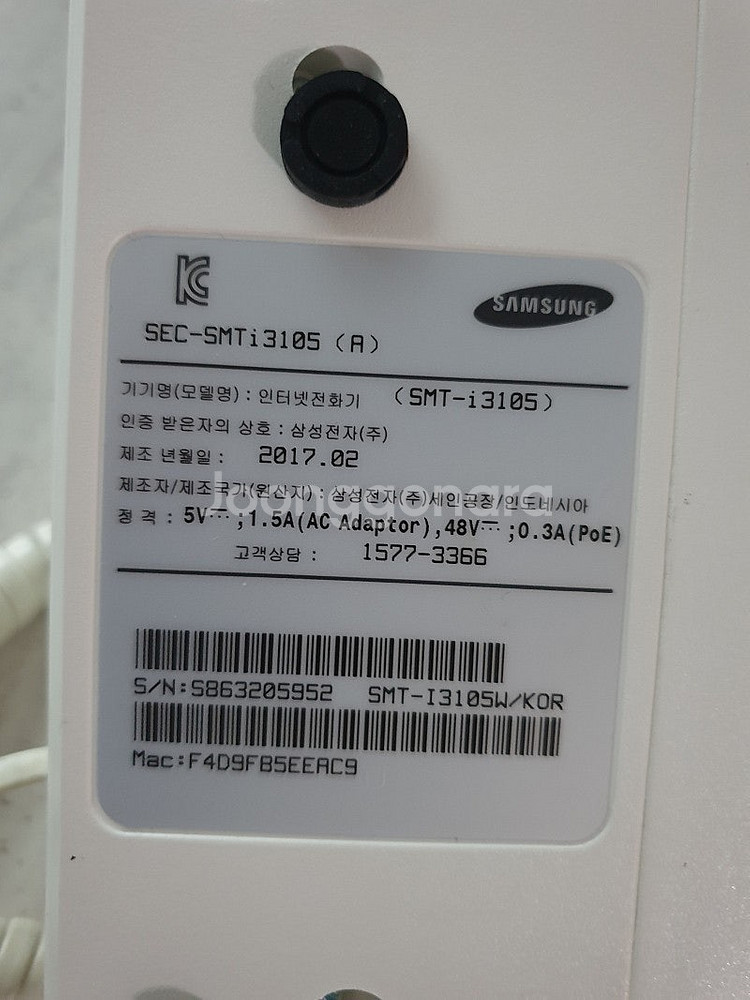 SAMSUNG
SEC-SMTi3105 (A)
기기명(모델명) : 인터넷전화기 (SMT-i3105)
인증 받은자의 상호 : 삼성전자(주)
제조 년월일 : 2017.02
제조자/제조국가(원산지) : 삼성전자(주)세인공장/인도네시아
Joonggonara
정 격 : 5V⎓ ;1.5A(AC Adaptor),48V⎓ ;0.3A(PoE)
고객상담 : 1577-3366
S/N:S863205952 SMT-I3105W/KOR
Mac:F4D9FB5EEAC9